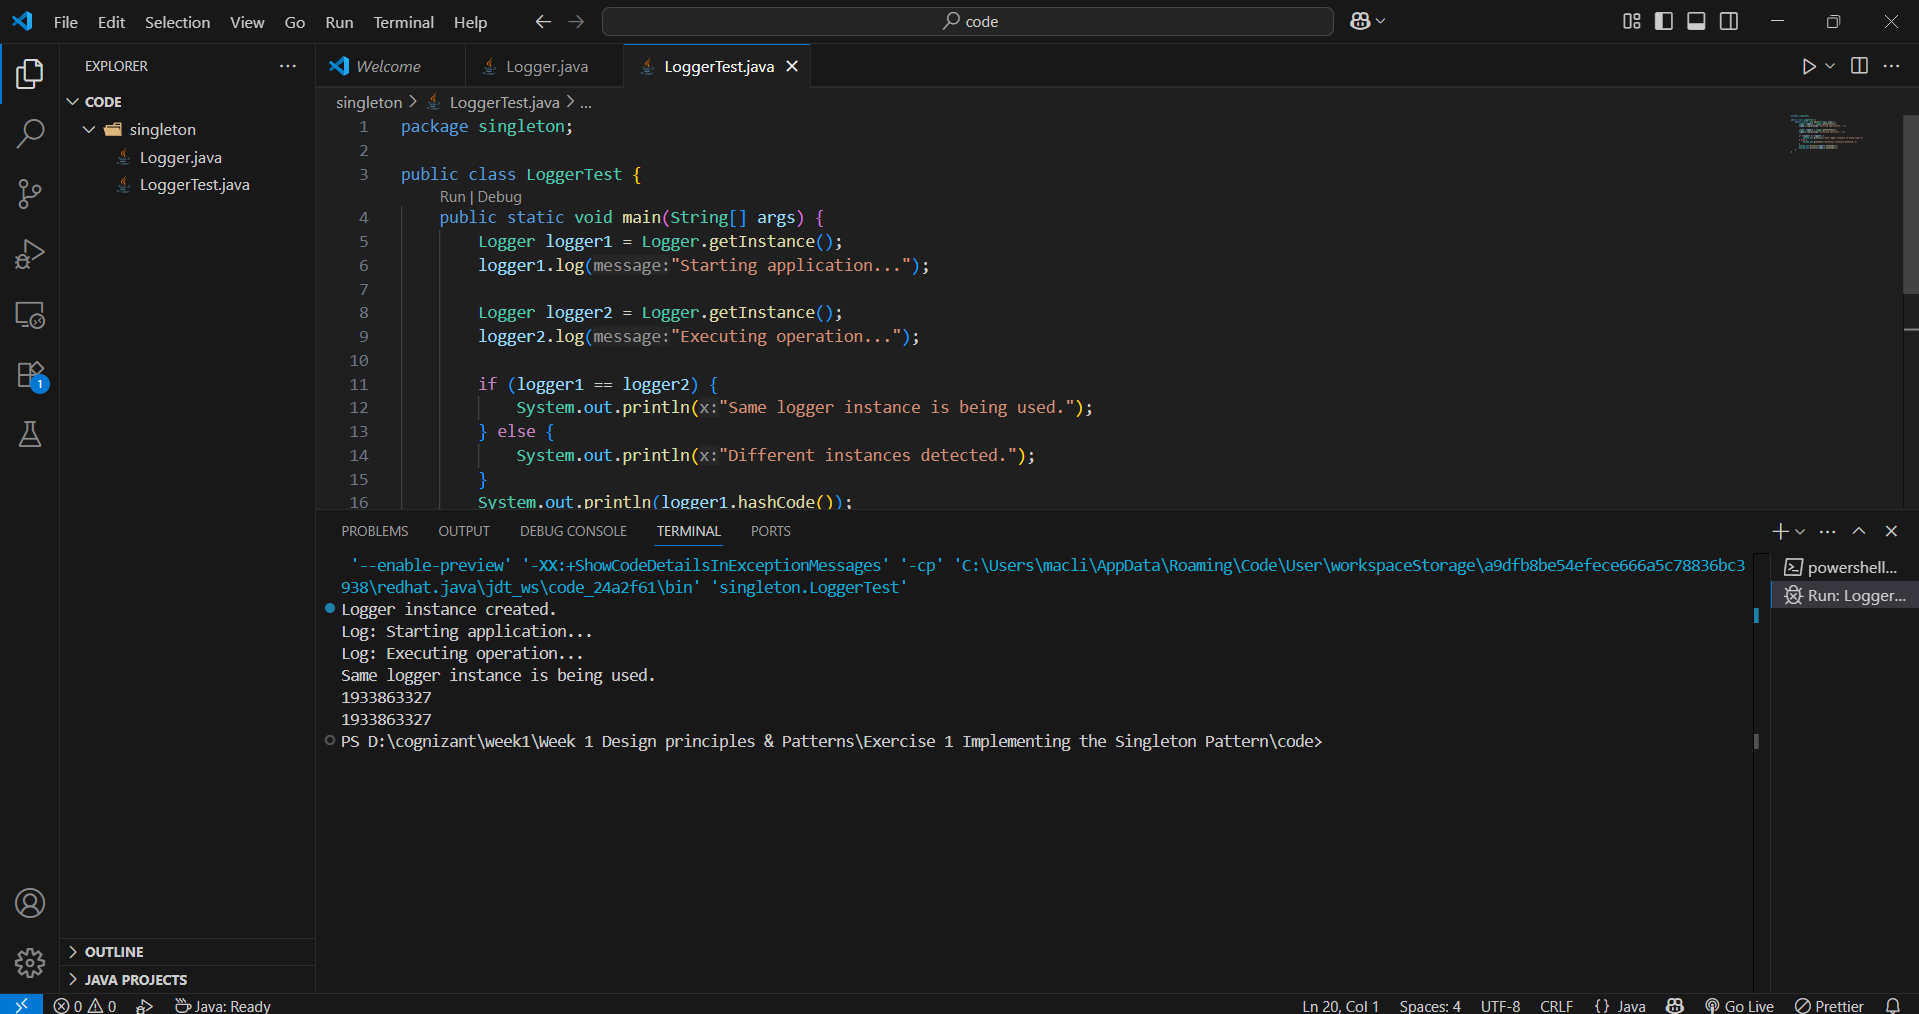 File Edit Selection View Go Run Terminal Help
code
EXPLORER
CODE
singleton
Logger.java
LoggerTest.java
OUTLINE
JAVA PROJECTS
Welcome
Logger.java
LoggerTest.java
singleton > LoggerTest.java > ...
1 package singleton;
2
3 public class LoggerTest {
Run | Debug
4 public static void main(String[] args) {
5 Logger logger1 = Logger.getInstance();
6 logger1.log(message:"Starting application...");
7
8 Logger logger2 = Logger.getInstance();
9 logger2.log(message:"Executing operation...");
10
11 if (logger1 == logger2) {
12 System.out.println(x:"Same logger instance is being used.");
13 } else {
14 System.out.println(x:"Different instances detected.");
15 }
16 System.out.println(logger1.hashCode());
PROBLEMS OUTPUT DEBUG CONSOLE TERMINAL PORTS
'--enable-preview' '-XX:+ShowCodeDetailsInExceptionMessages' '-cp' 'C:\Users\macli\AppData\Roaming\Code\User\workspaceStorage\a9dfb8be54efece666a5c78836bc3
938\redhat.java\jdt_ws\code_24a2f61\bin' 'singleton.LoggerTest'
Logger instance created.
Log: Starting application...
Log: Executing operation...
Same logger instance is being used.
1933863327
1933863327
PS D:\cognizant\week1\Week 1 Design principles & Patterns\Exercise 1 Implementing the Singleton Pattern\code>
powershell...
Run: Logger...
1
0 0 Java: Ready
Ln 20, Col 1 Spaces: 4 UTF-8 CRLF {} Java Go Live Prettier